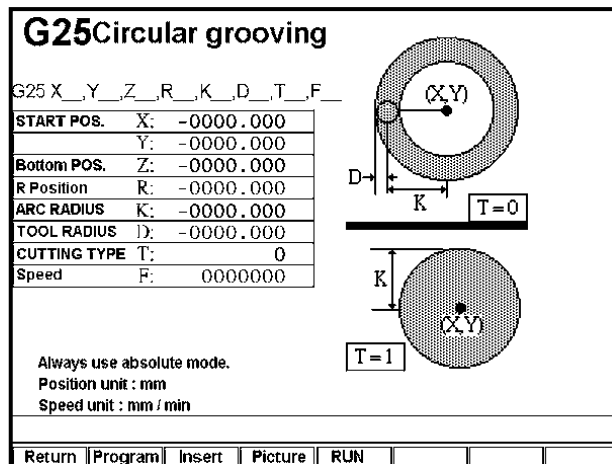 G25Circular grooving
G25 X__,Y__,Z__,R__,K__,D__,T__,F__
START POS. X: -0000.000
Y: -0000.000
Bottom POS. Z: -0000.000
R Position R: -0000.000
ARC RADIUS K: -0000.000
TOOL RADIUS D: -0000.000
CUTTING TYPE T: 0
Speed F: 0000000
(X,Y)
D
K
T=0
K
(X,Y)
T=1
Always use absolute mode.
Position unit : mm
Speed unit : mm / min
Return Program Insert Picture RUN